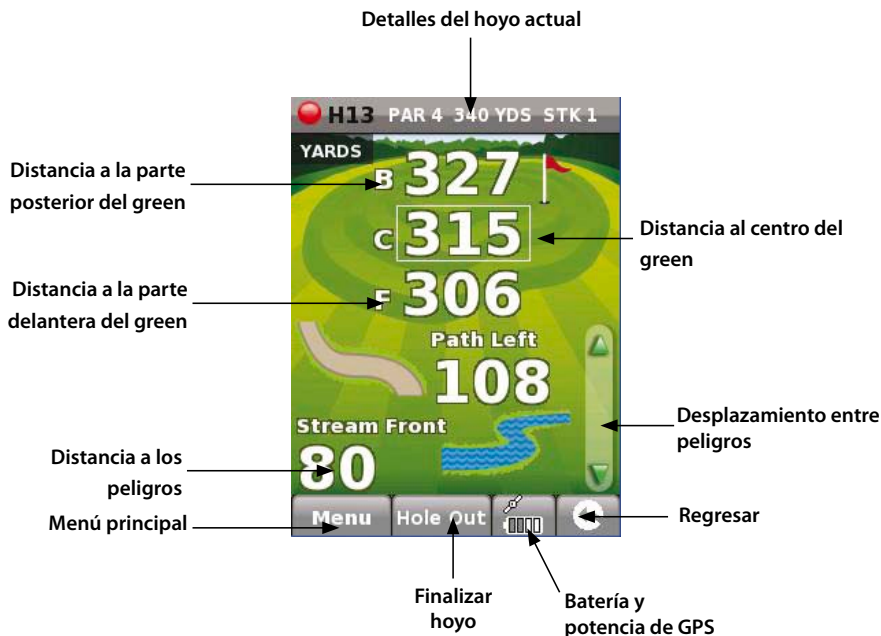 Detalles del hoyo actual
H13 PAR 4 340 YDS STK 1
YARDS
Distancia a la parte
posterior del green
B 327
C 315
Distancia al centro del
green
Distancia a la parte
delantera del green
F 306
Path Left
108
Stream Front
80
Desplazamiento entre
peligros
Distancia a los
peligros
Menú principal
Menu
Hole Out
Regresar
Finalizar
hoyo
Batería y
potencia de GPS